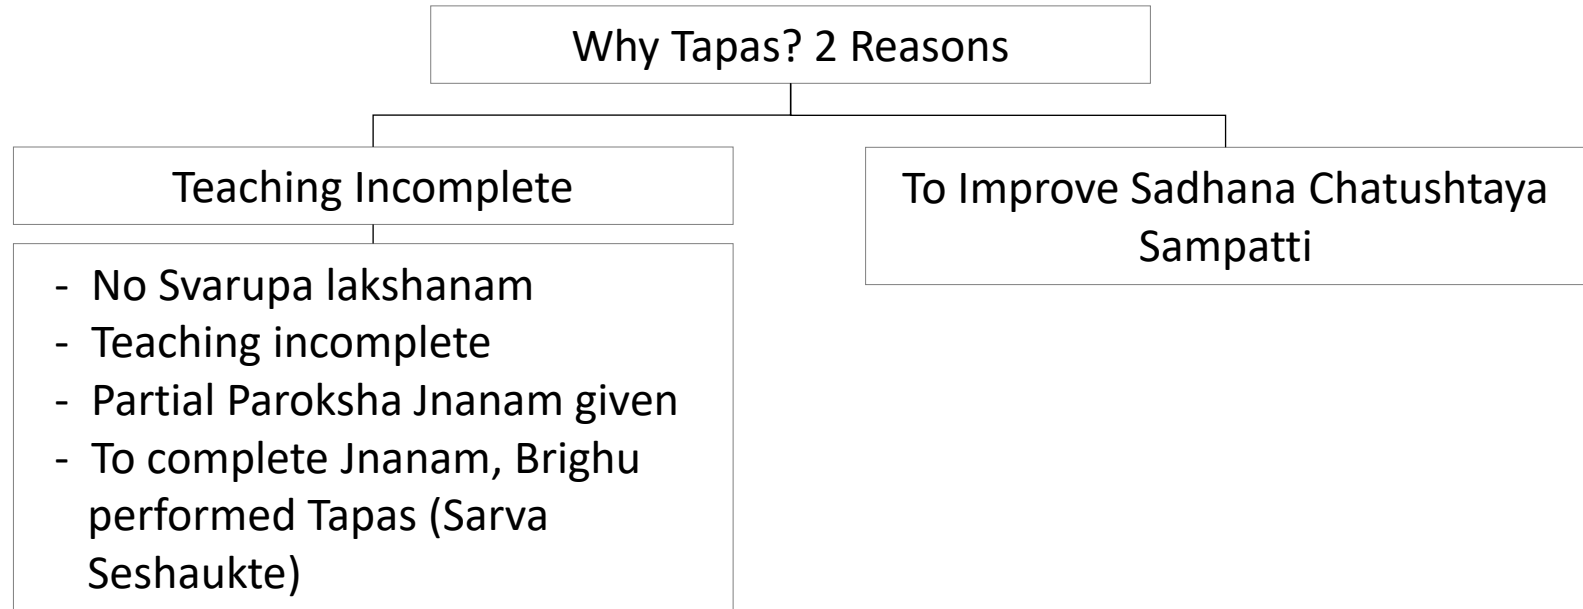 Why Tapas? 2 Reasons
Teaching Incomplete
- No Svarupa lakshanam
- Teaching incomplete
- Partial Paroksha Jnanam given
- To complete Jnanam, Brighu
performed Tapas (Sarva
Seshaukte)
To Improve Sadhana Chatushtaya
Sampatti